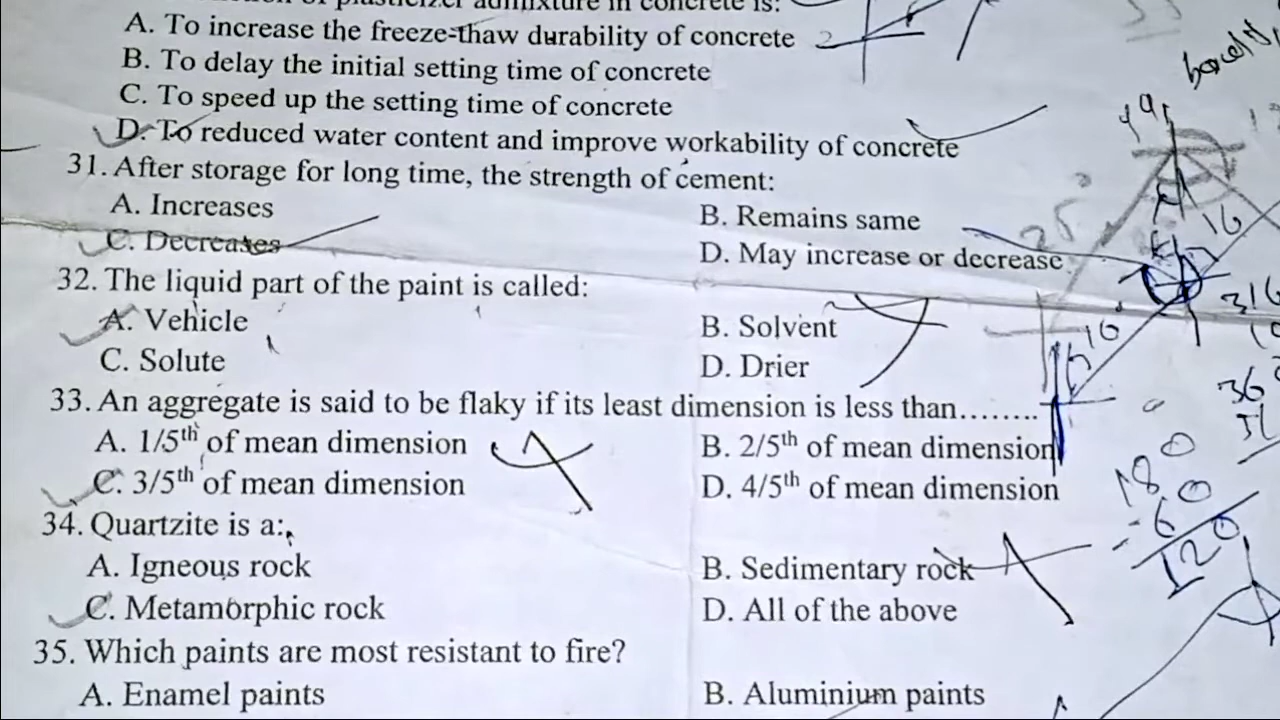 admixture in concrete is:
A. To increase the freeze-thaw durability of concrete
B. To delay the initial setting time of concrete
C. To speed up the setting time of concrete
D. To reduced water content and improve workability of concrete
31. After storage for long time, the strength of cement:
A. Increases B. Remains same
C. Decreases D. May increase or decrease
32. The liquid part of the paint is called:
A. Vehicle B. Solvent
C. Solute D. Drier
33. An aggregate is said to be flaky if its least dimension is less than........
A. 1/5th of mean dimension B. 2/5th of mean dimension
C. 3/5th of mean dimension D. 4/5th of mean dimension
34. Quartzite is a:
A. Igneous rock B. Sedimentary rock
C. Metamorphic rock D. All of the above
35. Which paints are most resistant to fire?
A. Enamel paints B. Aluminium paints
16
16
316
36
180
-60
120